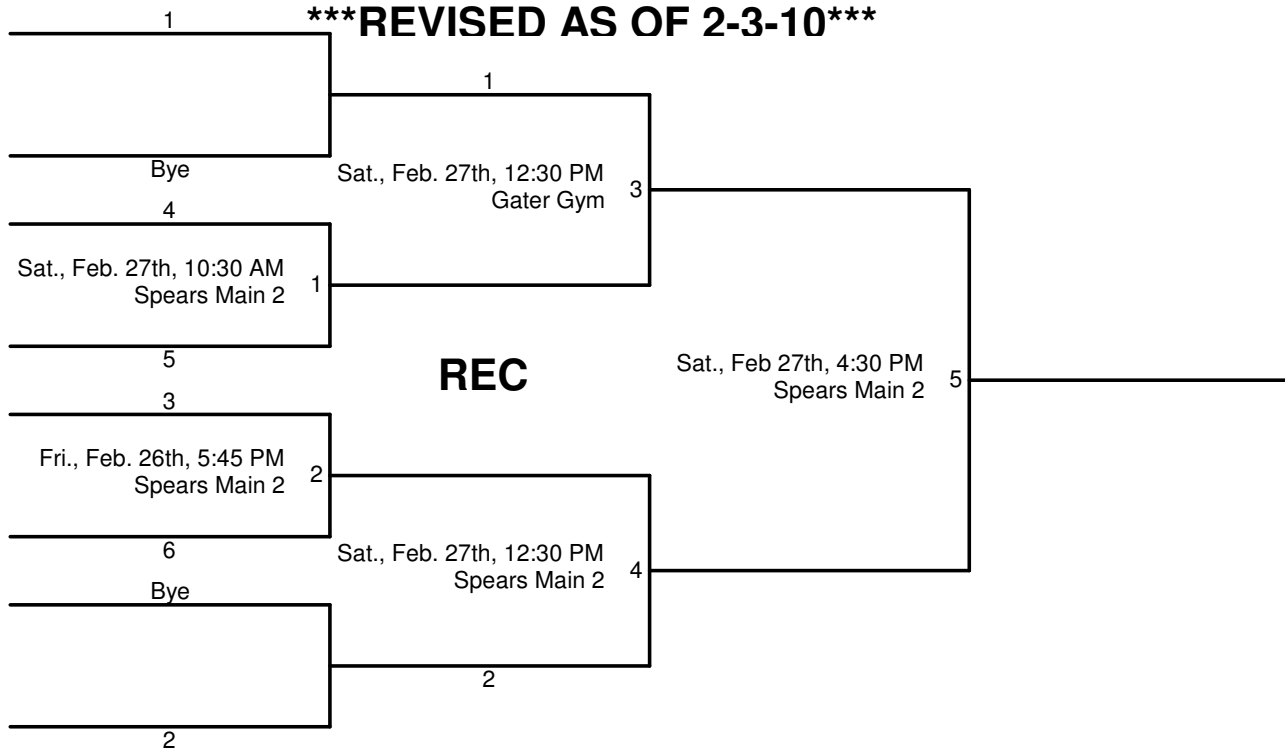 ***REVISED AS OF 2-3-10***
1
1
Bye
Sat., Feb. 27th, 12:30 PM
Gater Gym
3
4
Sat., Feb. 27th, 10:30 AM
Spears Main 2
1
5
REC
Sat., Feb 27th, 4:30 PM
Spears Main 2
5
3
Fri., Feb. 26th, 5:45 PM
Spears Main 2
2
6
Sat., Feb. 27th, 12:30 PM
Spears Main 2
4
Bye
2
2